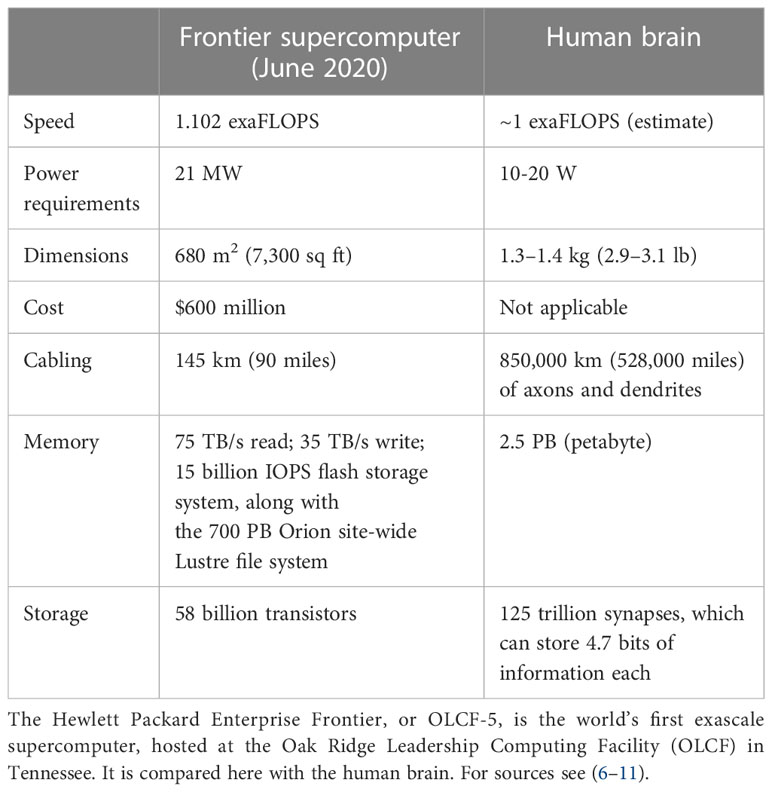 Frontier supercomputer
(June 2020)
Human brain
Speed
1.102 exaFLOPS
~1 exaFLOPS (estimate)
Power
requirements
21 MW
10-20 W
Dimensions
680 m² (7,300 sq ft)
1.3–1.4 kg (2.9–3.1 lb)
Cost
$600 million
Not applicable
Cabling
145 km (90 miles)
850,000 km (528,000 miles)
of axons and dendrites
Memory
75 TB/s read; 35 TB/s write;
15 billion IOPS flash storage
system, along with
the 700 PB Orion site-wide
Lustre file system
2.5 PB (petabyte)
Storage
58 billion transistors
125 trillion synapses, which
can store 4.7 bits of
information each
The Hewlett Packard Enterprise Frontier, or OLCF-5, is the world's first exascale
supercomputer, hosted at the Oak Ridge Leadership Computing Facility (OLCF) in
Tennessee. It is compared here with the human brain. For sources see (6–11).